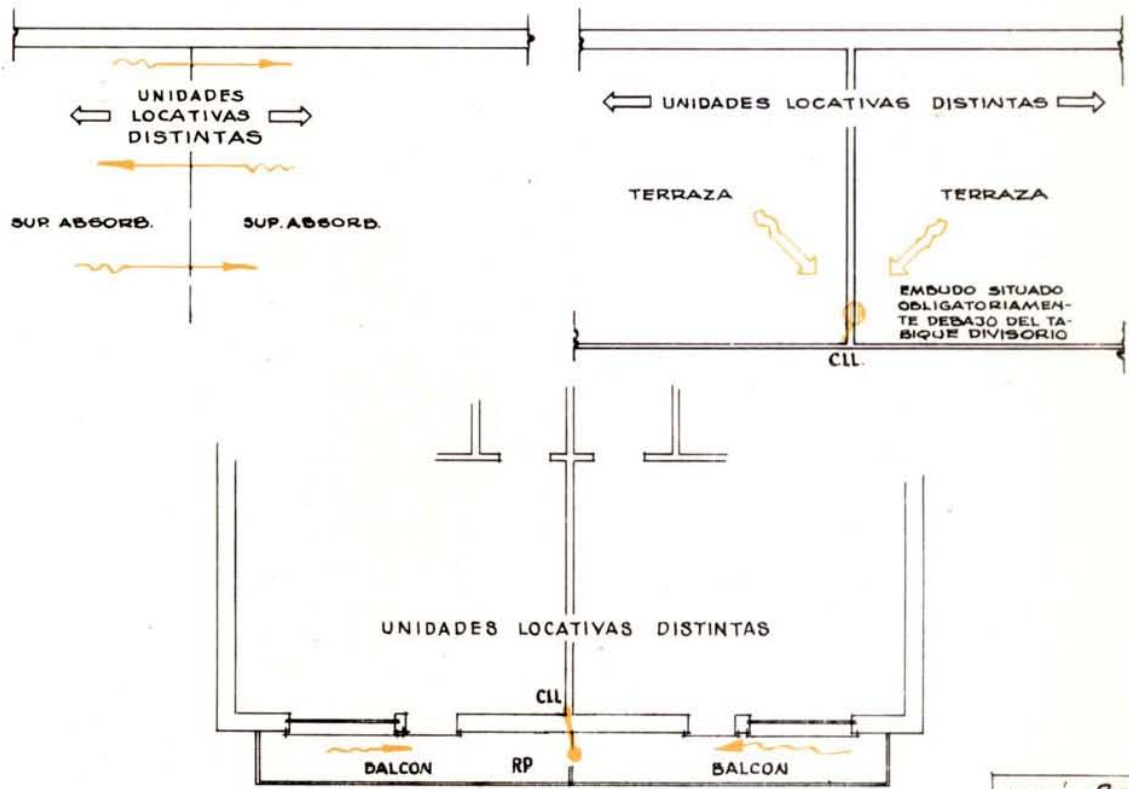 UNIDADES
LOCATIVAS
DISTINTAS
SUP. ABSORB. SUP. ABSORB.
UNIDADES LOCATIVAS DISTINTAS
TERRAZA TERRAZA
EMBUDO SITUADO
OBLIGATORIAMEN-
TE DEBAJO DEL TA-
BIQUE DIVISORIO
CLL.
UNIDADES LOCATIVAS DISTINTAS
CLL
BALCON RP BALCON